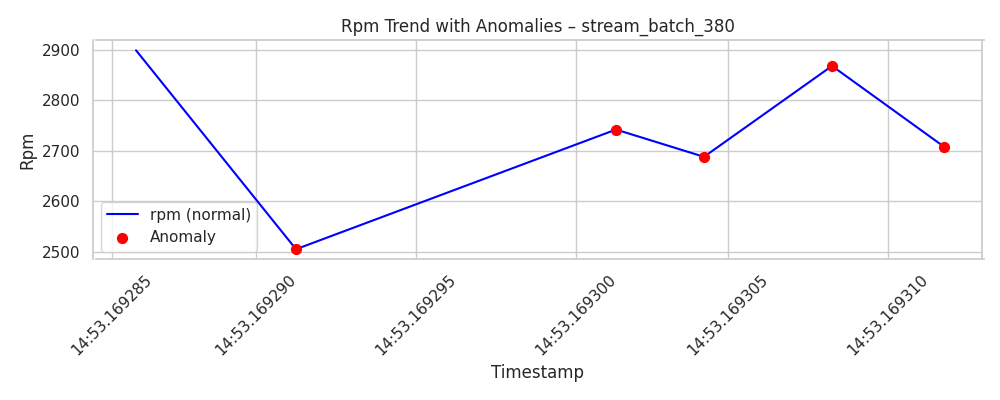 Rpm Trend with Anomalies – stream_batch_380
Rpm
2900
2800
2700
2600
2500
rpm (normal)
Anomaly
14:53.169285
14:53.169290
14:53.169295
14:53.169300
14:53.169305
14:53.169310
Timestamp